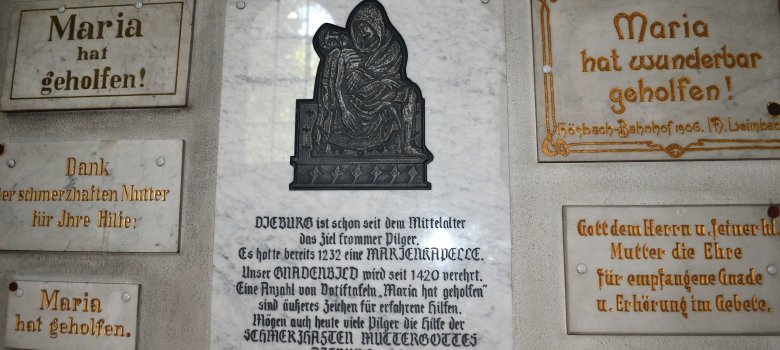 Maria
hat
geholfen!
Dank
der schmerzhaften Mutter
für Ihre Hilfe!
Maria
hat geholfen.
DIEBURG ist schon seit dem Mittelalter
das Ziel frommer Pilger.
Es hatte bereits 1232 eine MARIENKAPELLE.
Unser GNADENBILD wird seit 1420 verehrt.
Eine Anzahl von Votivtafeln „Maria hat geholfen"
sind äußeres Zeichen für erfahrene Hilfen.
Mögen auch heute viele Pilger die Hilfe der
SCHMERZHAFTEN MUTTERGOTTES
Maria
hat wunderbar
geholfen!
Hösbach-Bahnhof 1906.
Gott dem Herrn u. seiner hl.
Mutter die Ehre
für empfangene Gnade
u. Erhörung im Gebete.